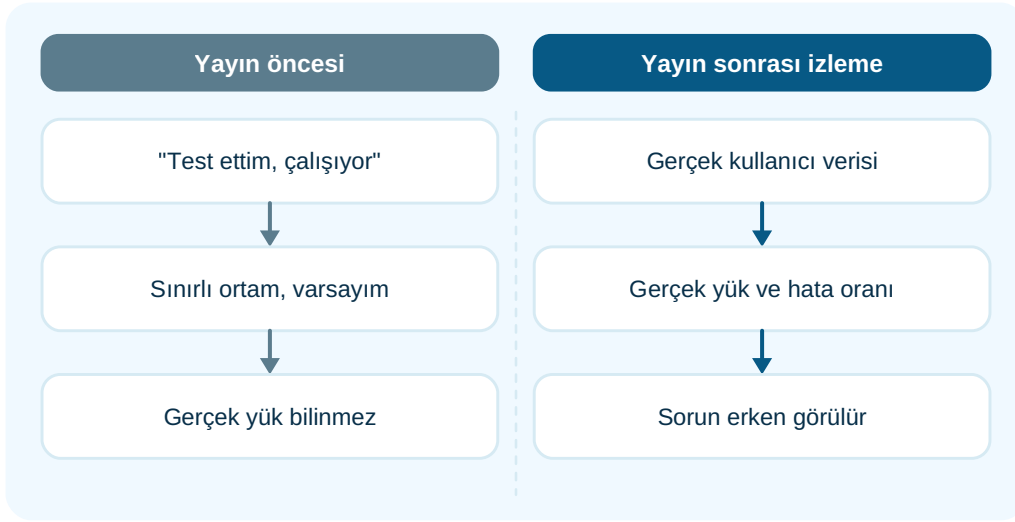 Yayın öncesi
"Test ettim, çalışıyor"
Sınırlı ortam, varsayım
Gerçek yük bilinmez
Yayın sonrası izleme
Gerçek kullanıcı verisi
Gerçek yük ve hata oranı
Sorun erken görülür